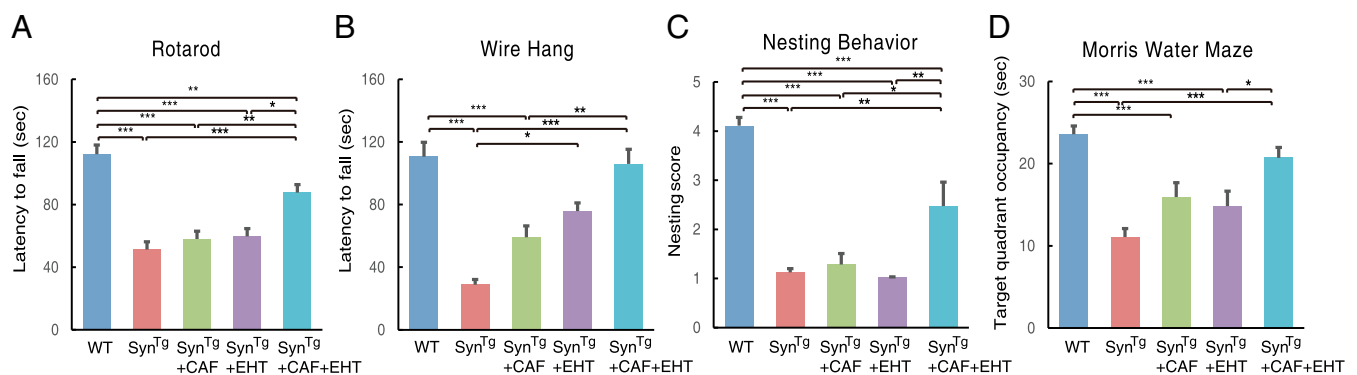 A
Rotarod
Latency to fall (sec)
160
120
80
40
0
**
***
*
***
**
***
***
WT
SynTg
SynTg
+CAF
SynTg
+EHT
SynTg
+CAF+EHT
B
Wire Hang
Latency to fall (sec)
160
120
80
40
0
***
**
***
***
*
WT
SynTg
SynTg
+CAF
SynTg
+EHT
SynTg
+CAF+EHT
C
Nesting Behavior
Nesting score
5
4
3
2
1
0
***
***
**
***
*
***
**
WT
SynTg
SynTg
+CAF
SynTg
+EHT
SynTg
+CAF+EHT
D
Morris Water Maze
Target quadrant occupancy (sec)
30
20
10
0
***
*
***
***
***
WT
SynTg
SynTg
+CAF
SynTg
+EHT
SynTg
+CAF+EHT